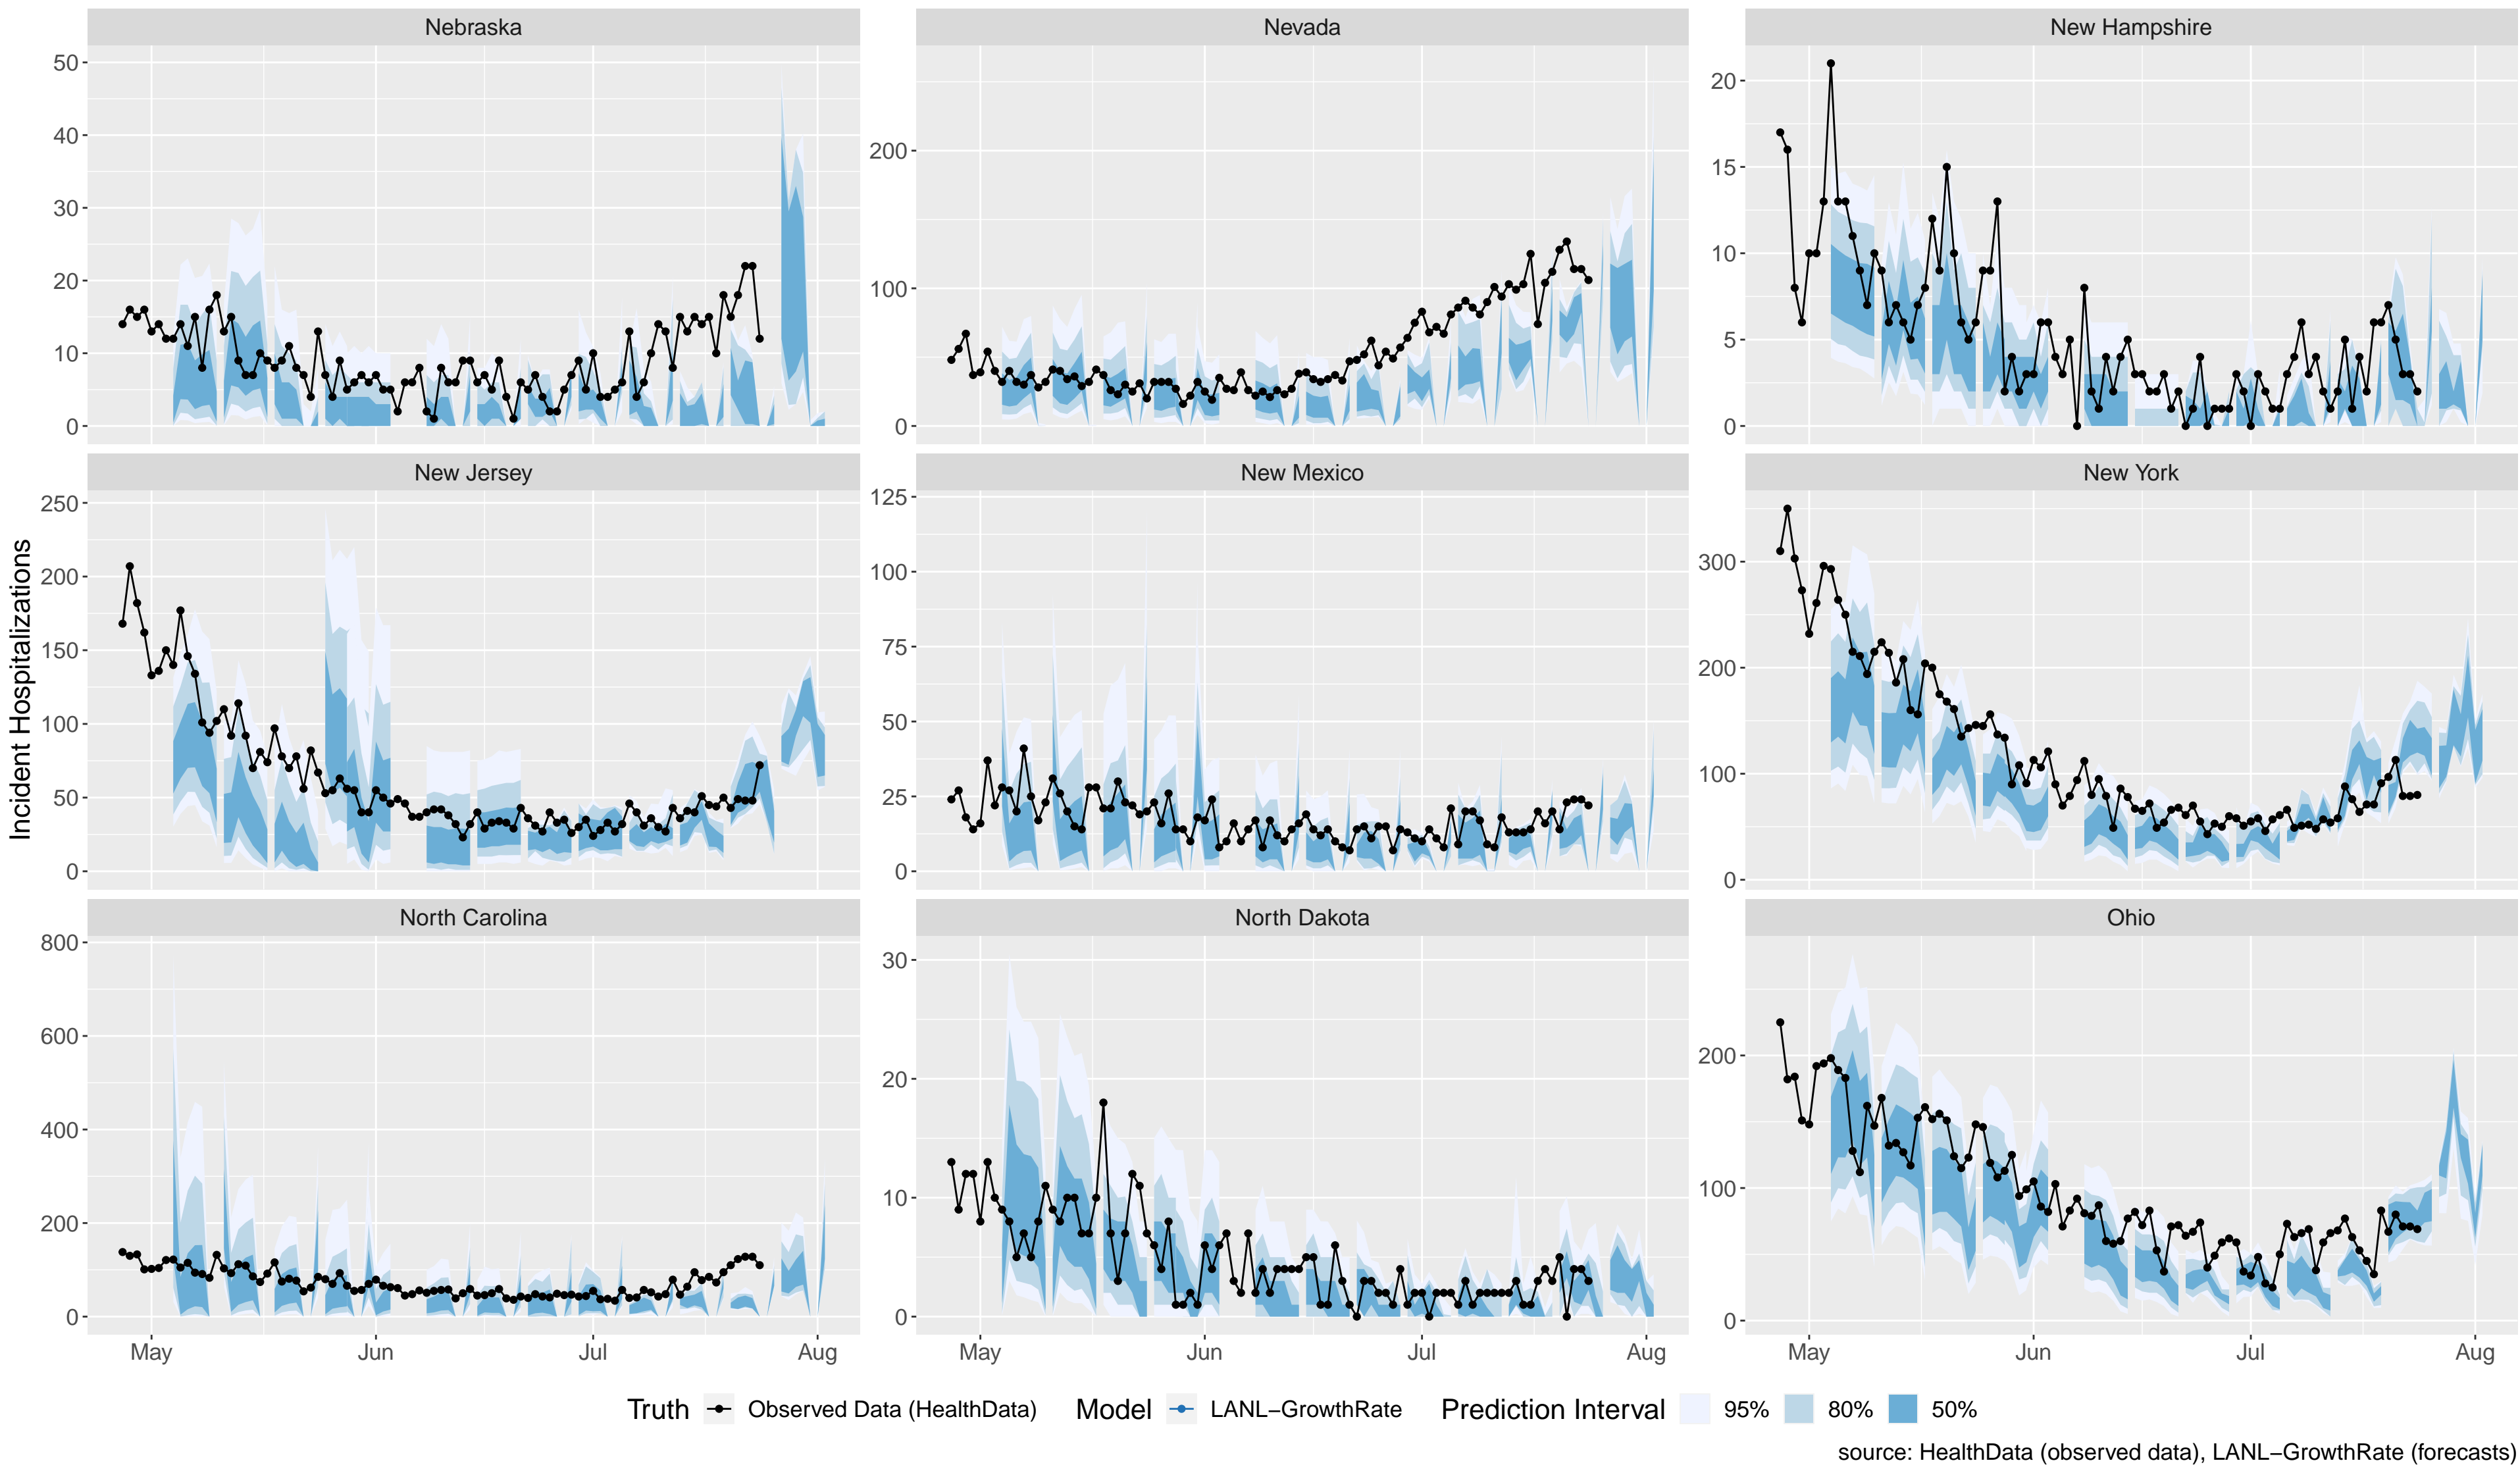 Nebraska
Nevada
New Hampshire
50
40
30
20
10
0
200
100
0
20
15
10
5
0
New Jersey
New Mexico
New York
250
200
150
100
50
0
125
100
75
50
25
0
300
200
100
0
Incident Hospitalizations
North Carolina
North Dakota
Ohio
800
600
400
200
0
30
20
10
0
200
100
0
May Jun Jul Aug
May Jun Jul Aug
May Jun Jul Aug
Truth Observed Data (HealthData) Model LANL−GrowthRate Prediction Interval 95% 80% 50%
source: HealthData (observed data), LANL−GrowthRate (forecasts)